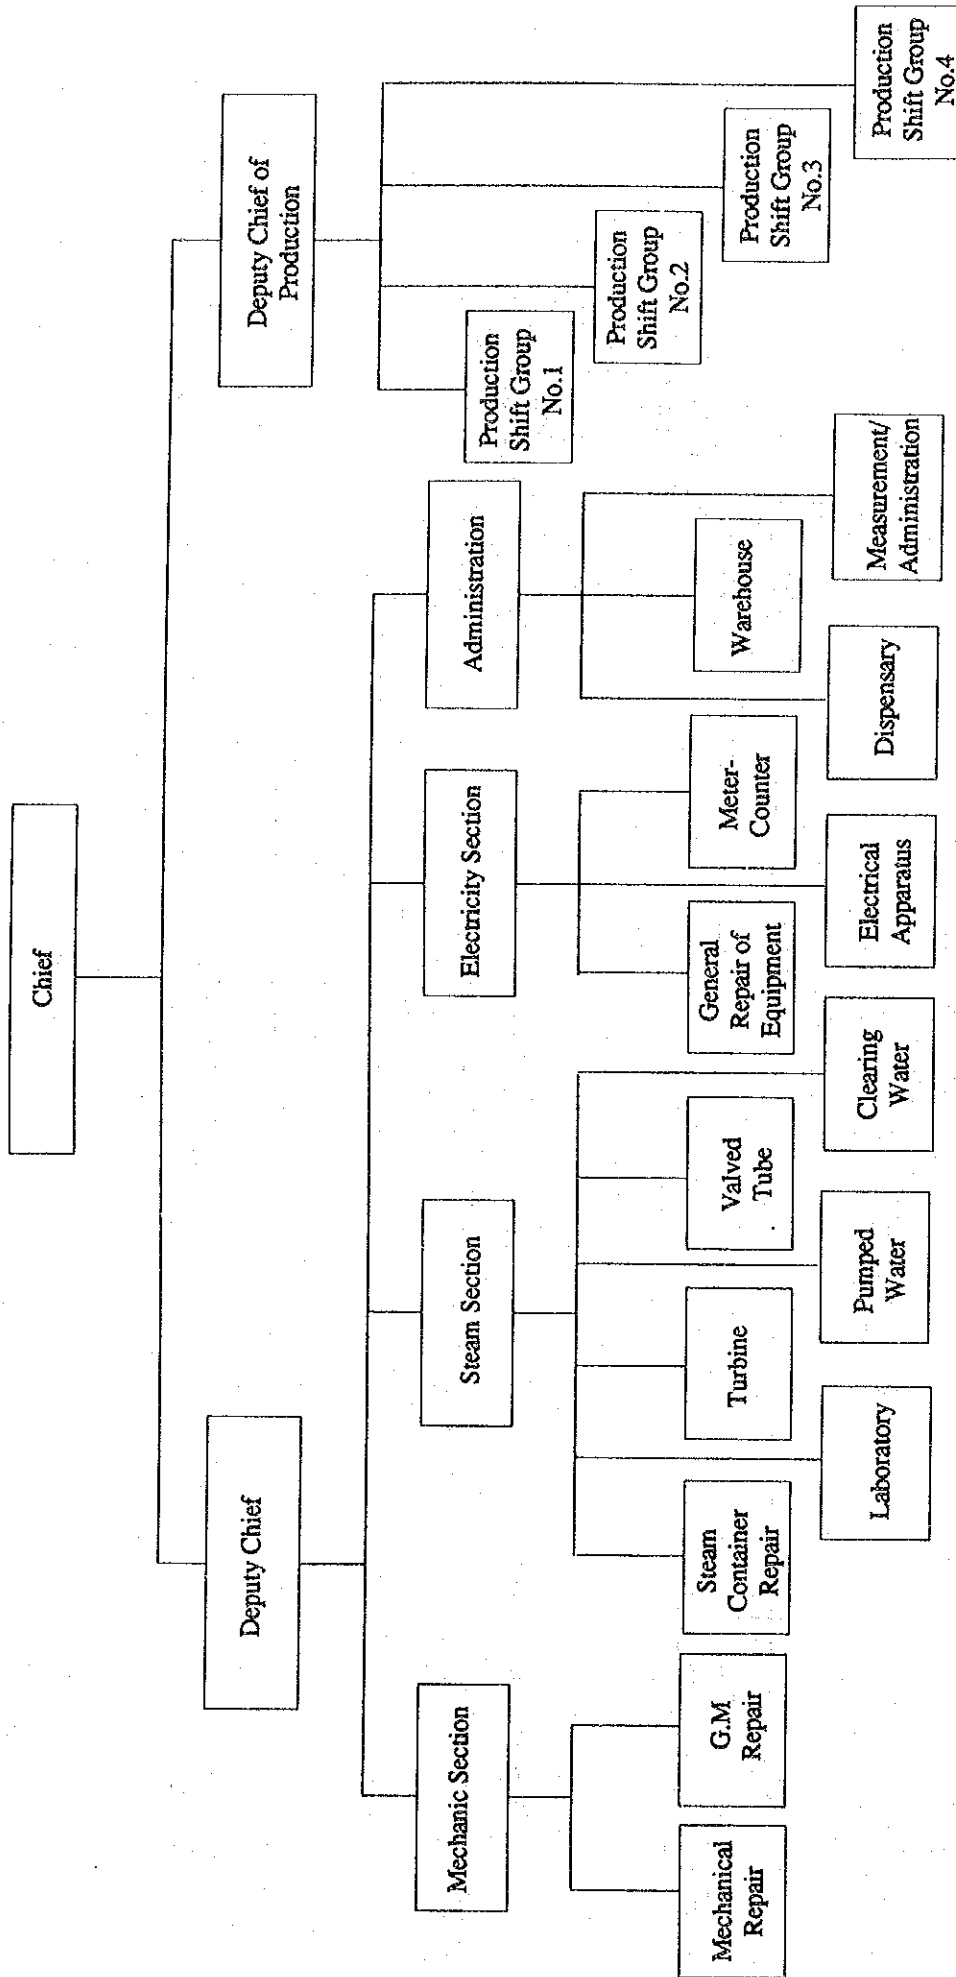 Chief
Deputy Chief
Deputy Chief of
Production
Mechanic Section
Steam Section
Electricity Section
Administration
Production
Shift Group
No.1
Production
Shift Group
No.2
Production
Shift Group
No.3
Production
Shift Group
No.4
Mechanical
Repair
G.M
Repair
Steam
Container
Repair
Turbine
Valved
Tube
General
Repair of
Equipment
Meter-
Counter
Warehouse
Laboratory
Pumped
Water
Clearing
Water
Electrical
Apparatus
Dispensary
Measurement/
Administration